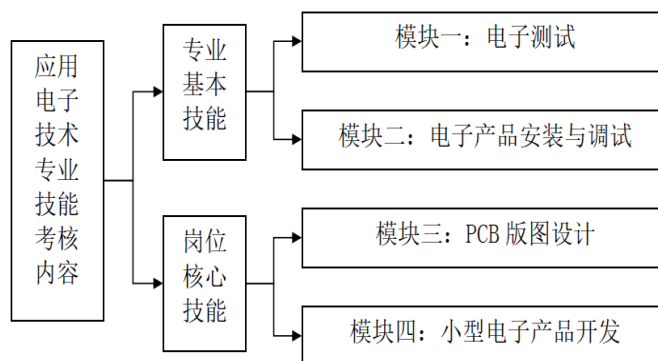 应用
电子
技术
专业
技能
考核
内容
专业
基本
技能
模块一：电子测试
模块二：电子产品安装与调试
岗位
核心
技能
模块三：PCB 版图设计
模块四：小型电子产品开发